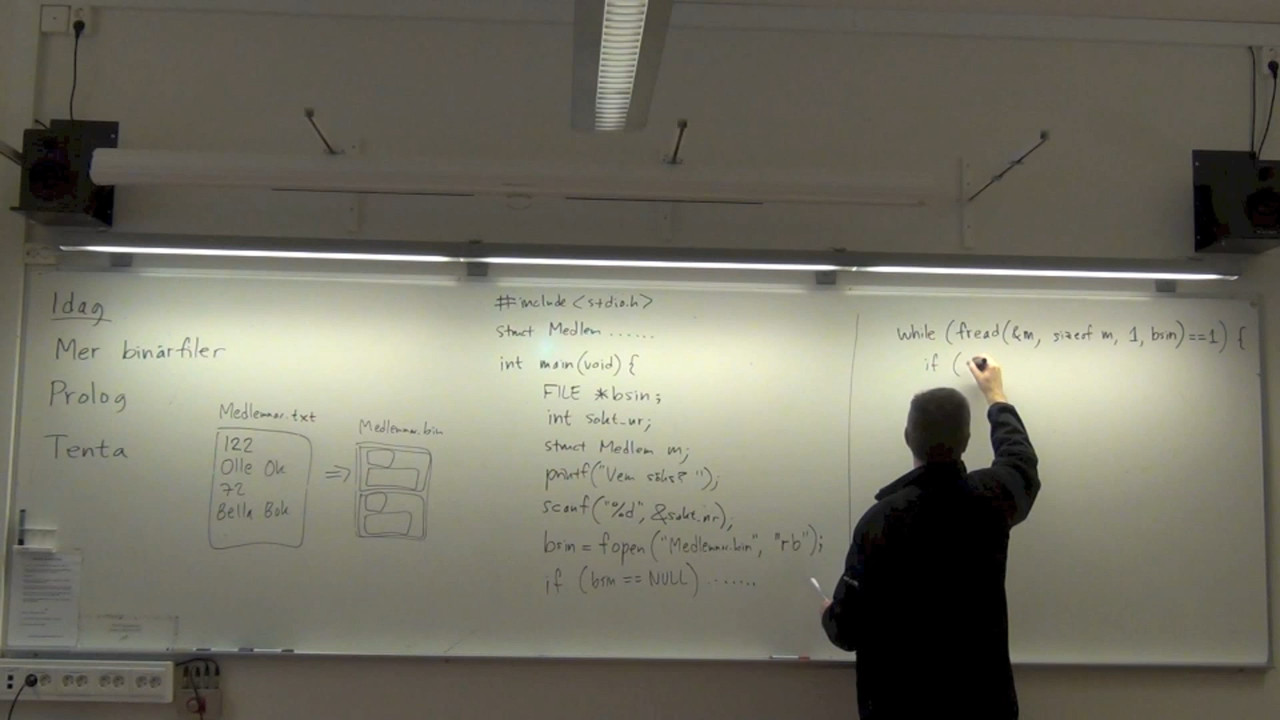 Idag
Mer binärfiler
Prolog
Tenta
Medlemmar.txt
122
Olle Ok
72
Bella Bok
Medlemmar.bin
#include <stdio.h>
struct Medlem ......
int main(void) {
FILE *bsin;
int sokt_nr;
struct Medlem m;
printf("Vem söks? ");
scanf("%d", &sokt_nr);
bsin = fopen("Medlemmar.bin", "rb");
if (bsin == NULL) .......
while (fread(&m, sizeof m, 1, bsin)==1) {
if (